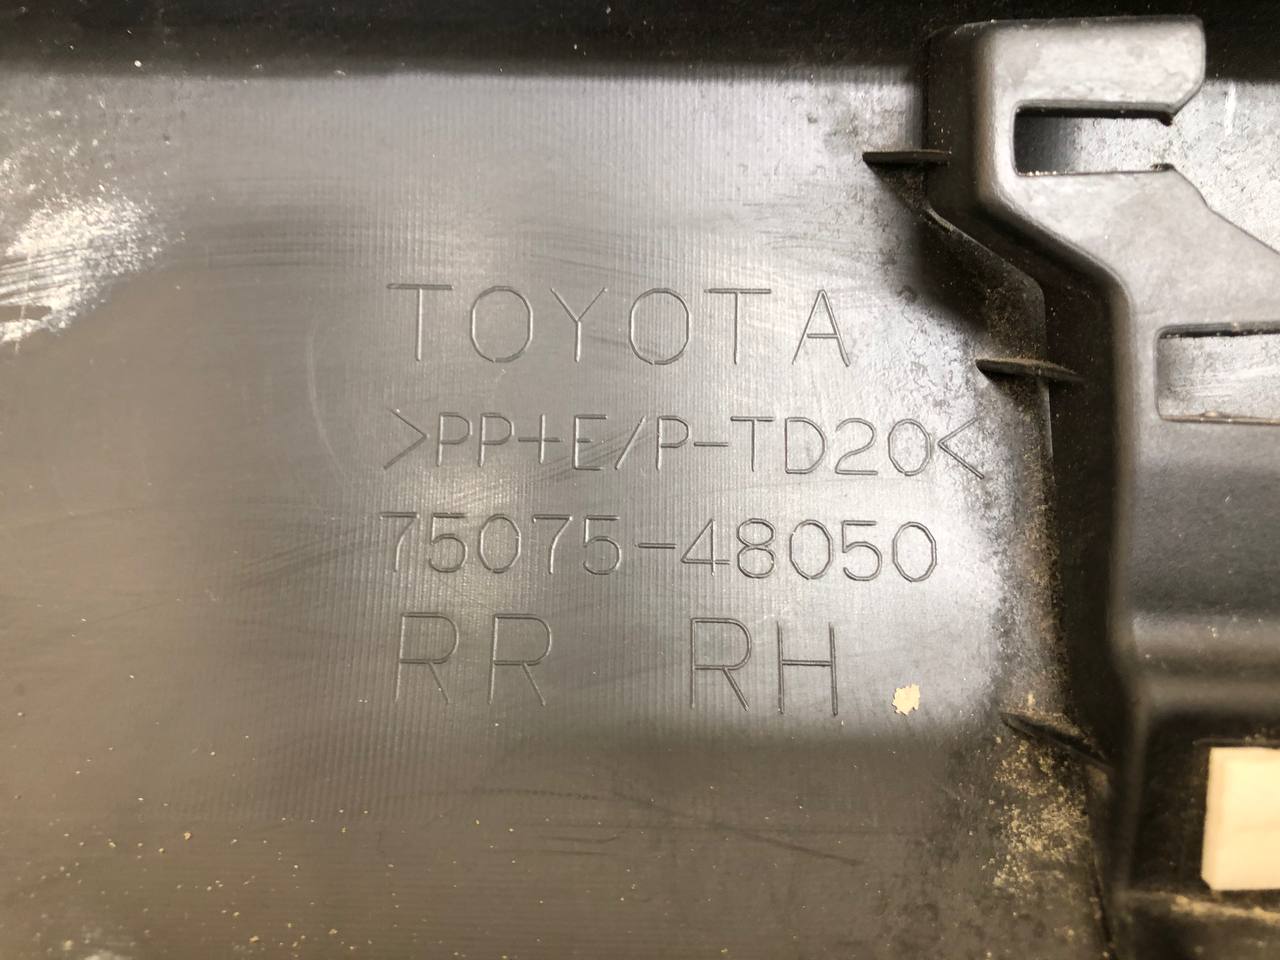 TOYOTA
>PP+E/P-TD20<
75075-48050
RR RH